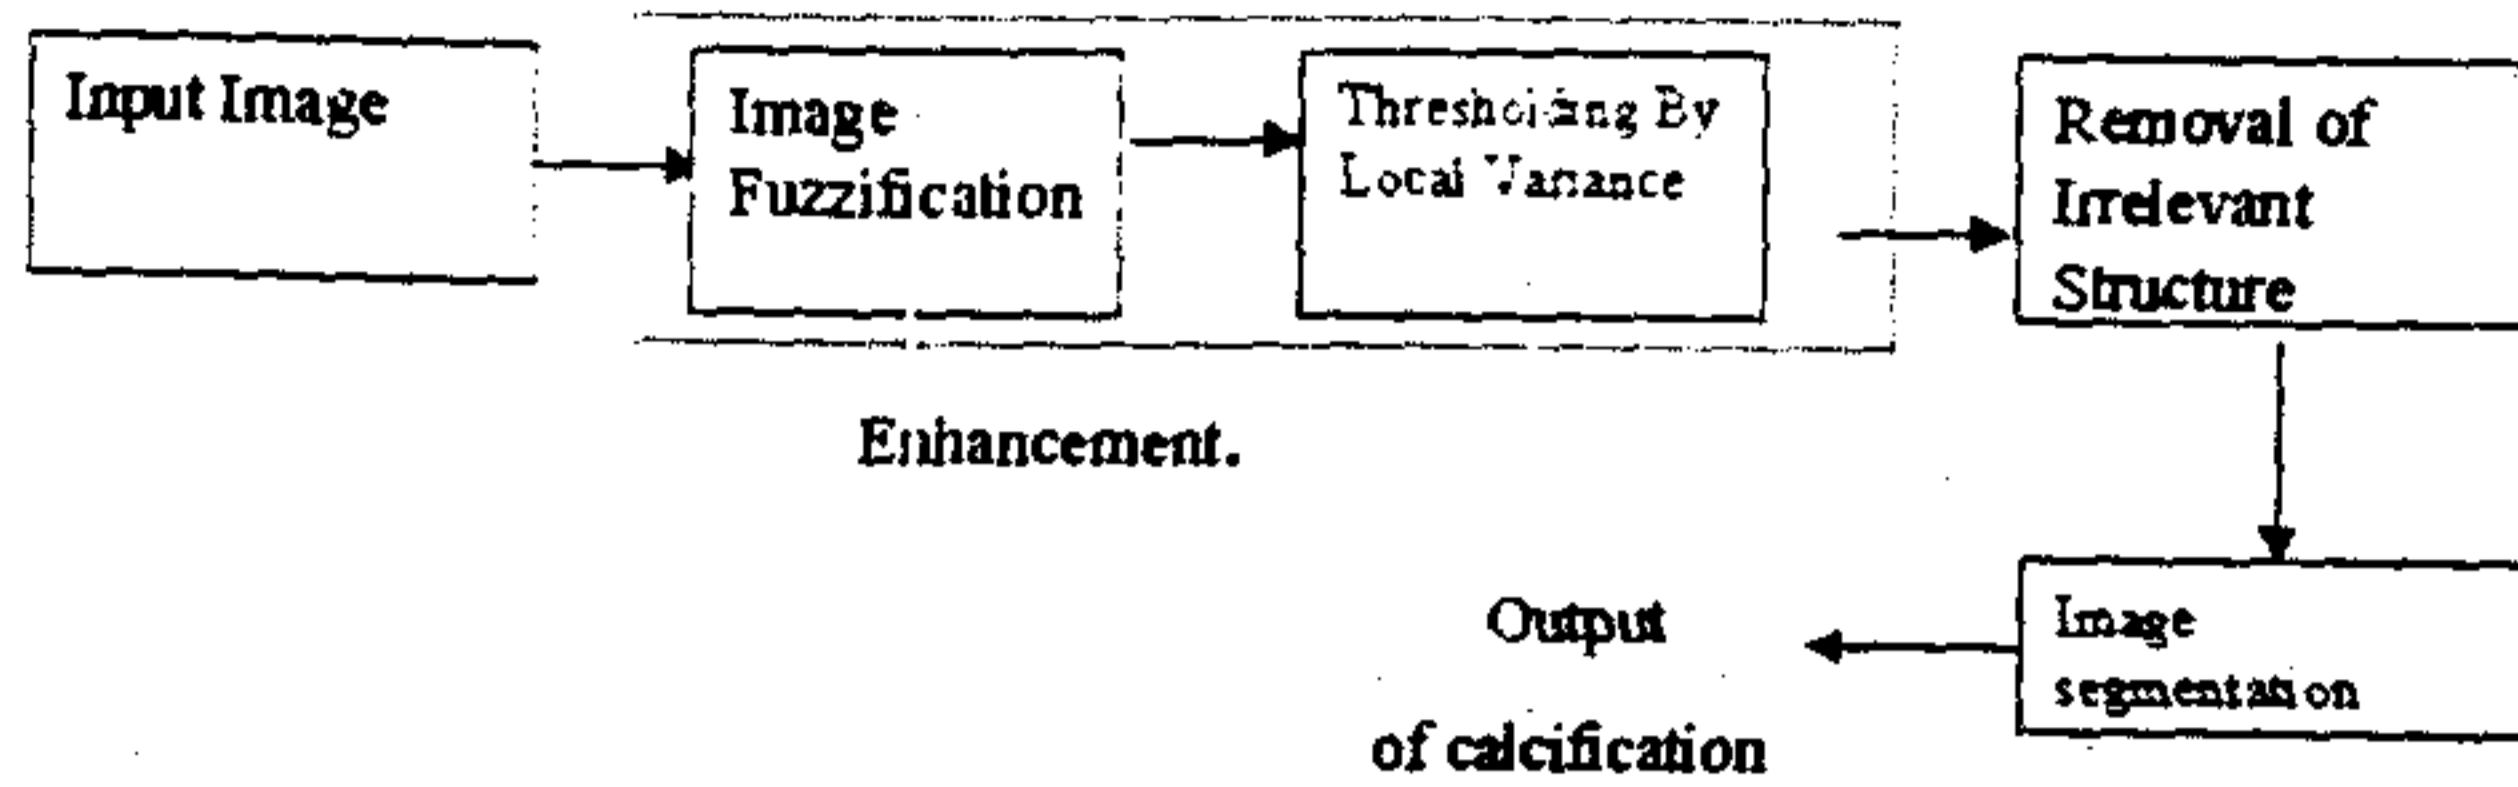 Input Image
Image
Fuzzification
Thresholding By
Local Variance
Removal of
Irrelevant
Structure
Enhancement.
Image
segmentation
Output
of calcification